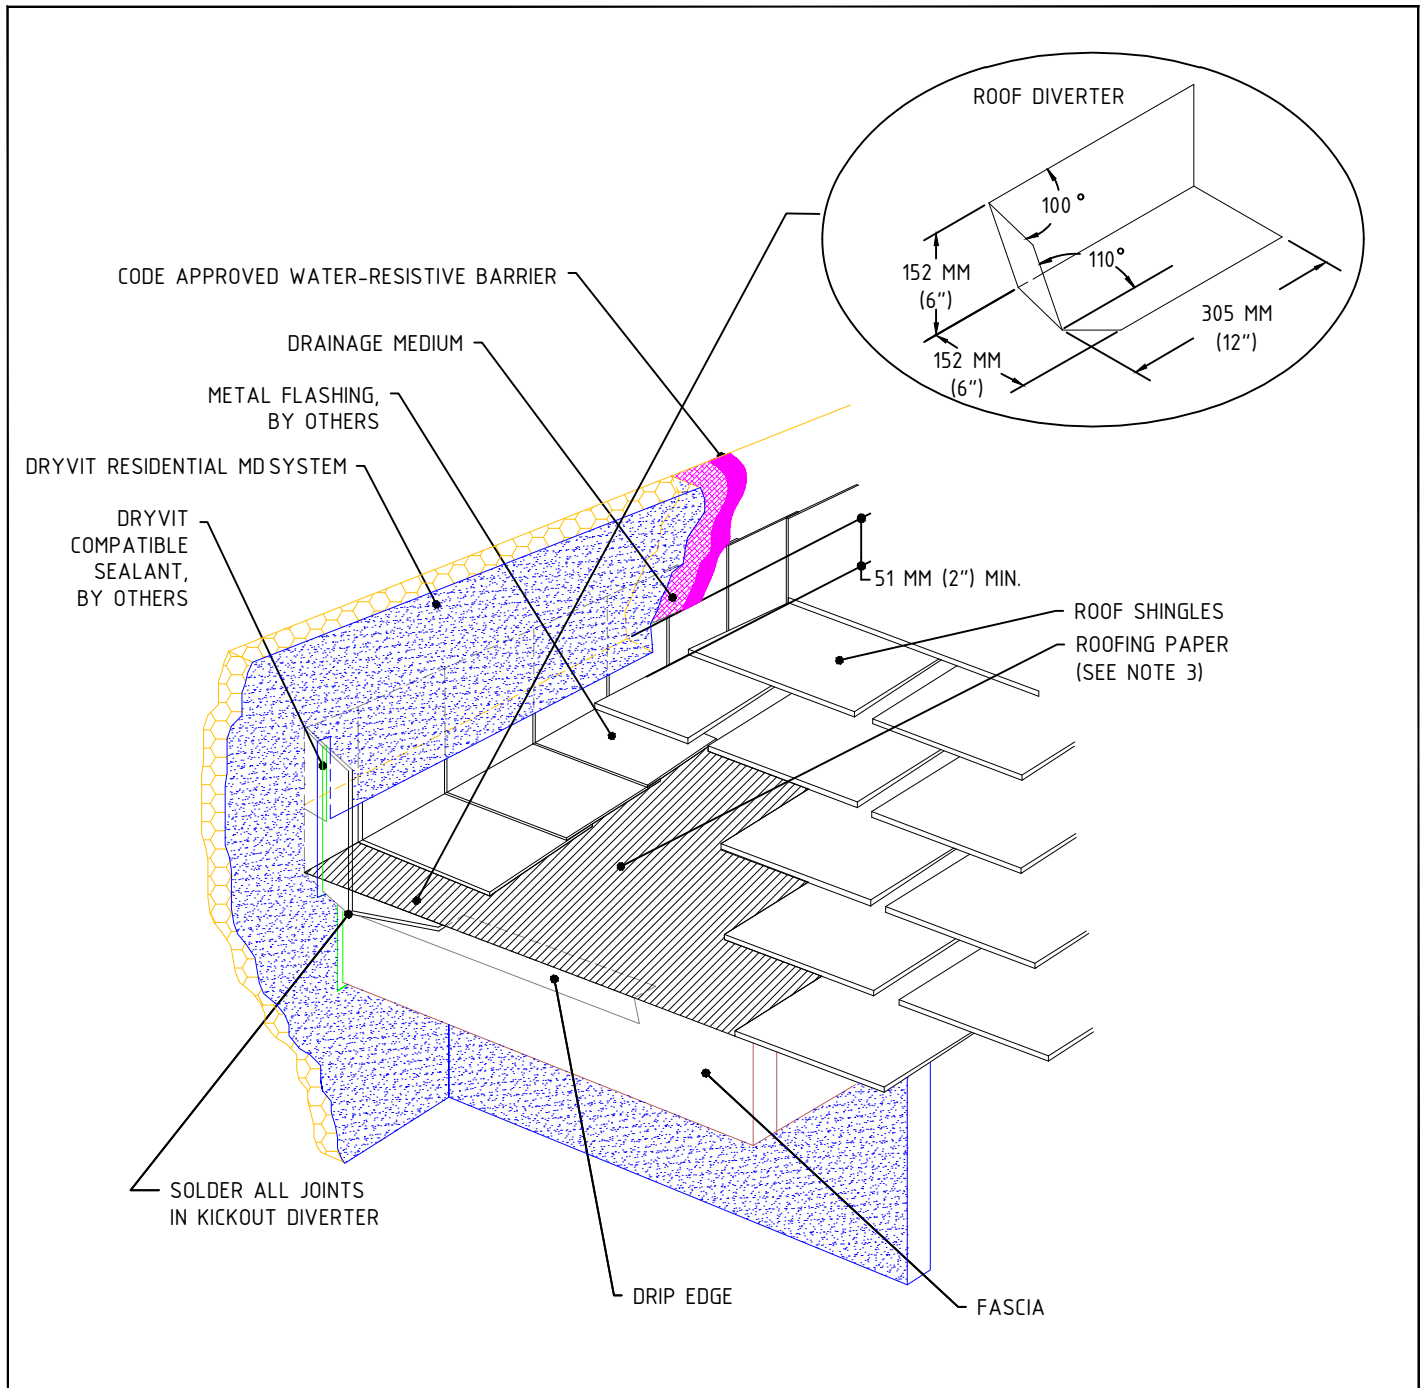 ROOF DIVERTER
100°
110°
152 MM
(6")
152 MM
(6")
305 MM
(12")
CODE APPROVED WATER-RESISTIVE BARRIER
DRAINAGE MEDIUM
METAL FLASHING,
BY OTHERS
DRYVIT RESIDENTIAL MD SYSTEM
DRYVIT
COMPATIBLE
SEALANT,
BY OTHERS
51 MM (2") MIN.
ROOF SHINGLES
ROOFING PAPER
(SEE NOTE 3)
SOLDER ALL JOINTS
IN KICKOUT DIVERTER
DRIP EDGE
FASCIA